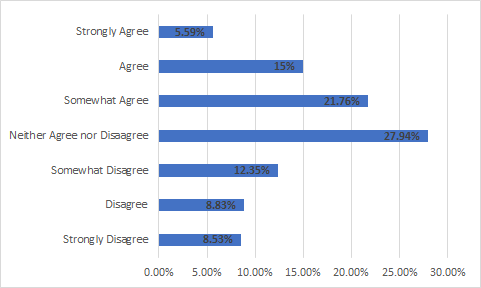 Strongly Agree 5.59%
Agree 15%
Somewhat Agree 21.76%
Neither Agree nor Disaagree 27.94%
Somewhat Disagree 12.35%
Disagree 8.83%
Strongly Disagree 8.53%
0.00% 5.00% 10.00% 15.00% 20.00% 25.00% 30.00%